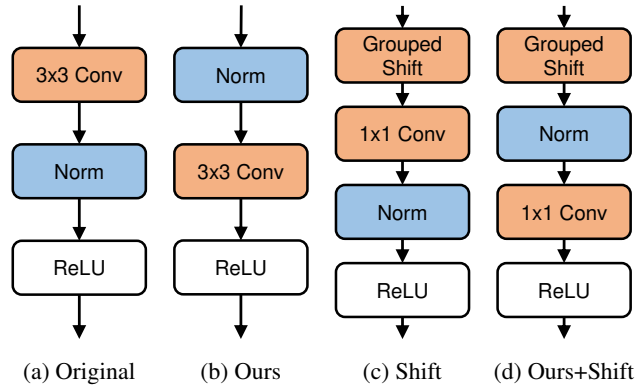 3x3 Conv
Norm
ReLU
(a) Original
Norm
3x3 Conv
ReLU
(b) Ours
Grouped
Shift
1x1 Conv
Norm
ReLU
(c) Shift
Grouped
Shift
Norm
1x1 Conv
ReLU
(d) Ours+Shift